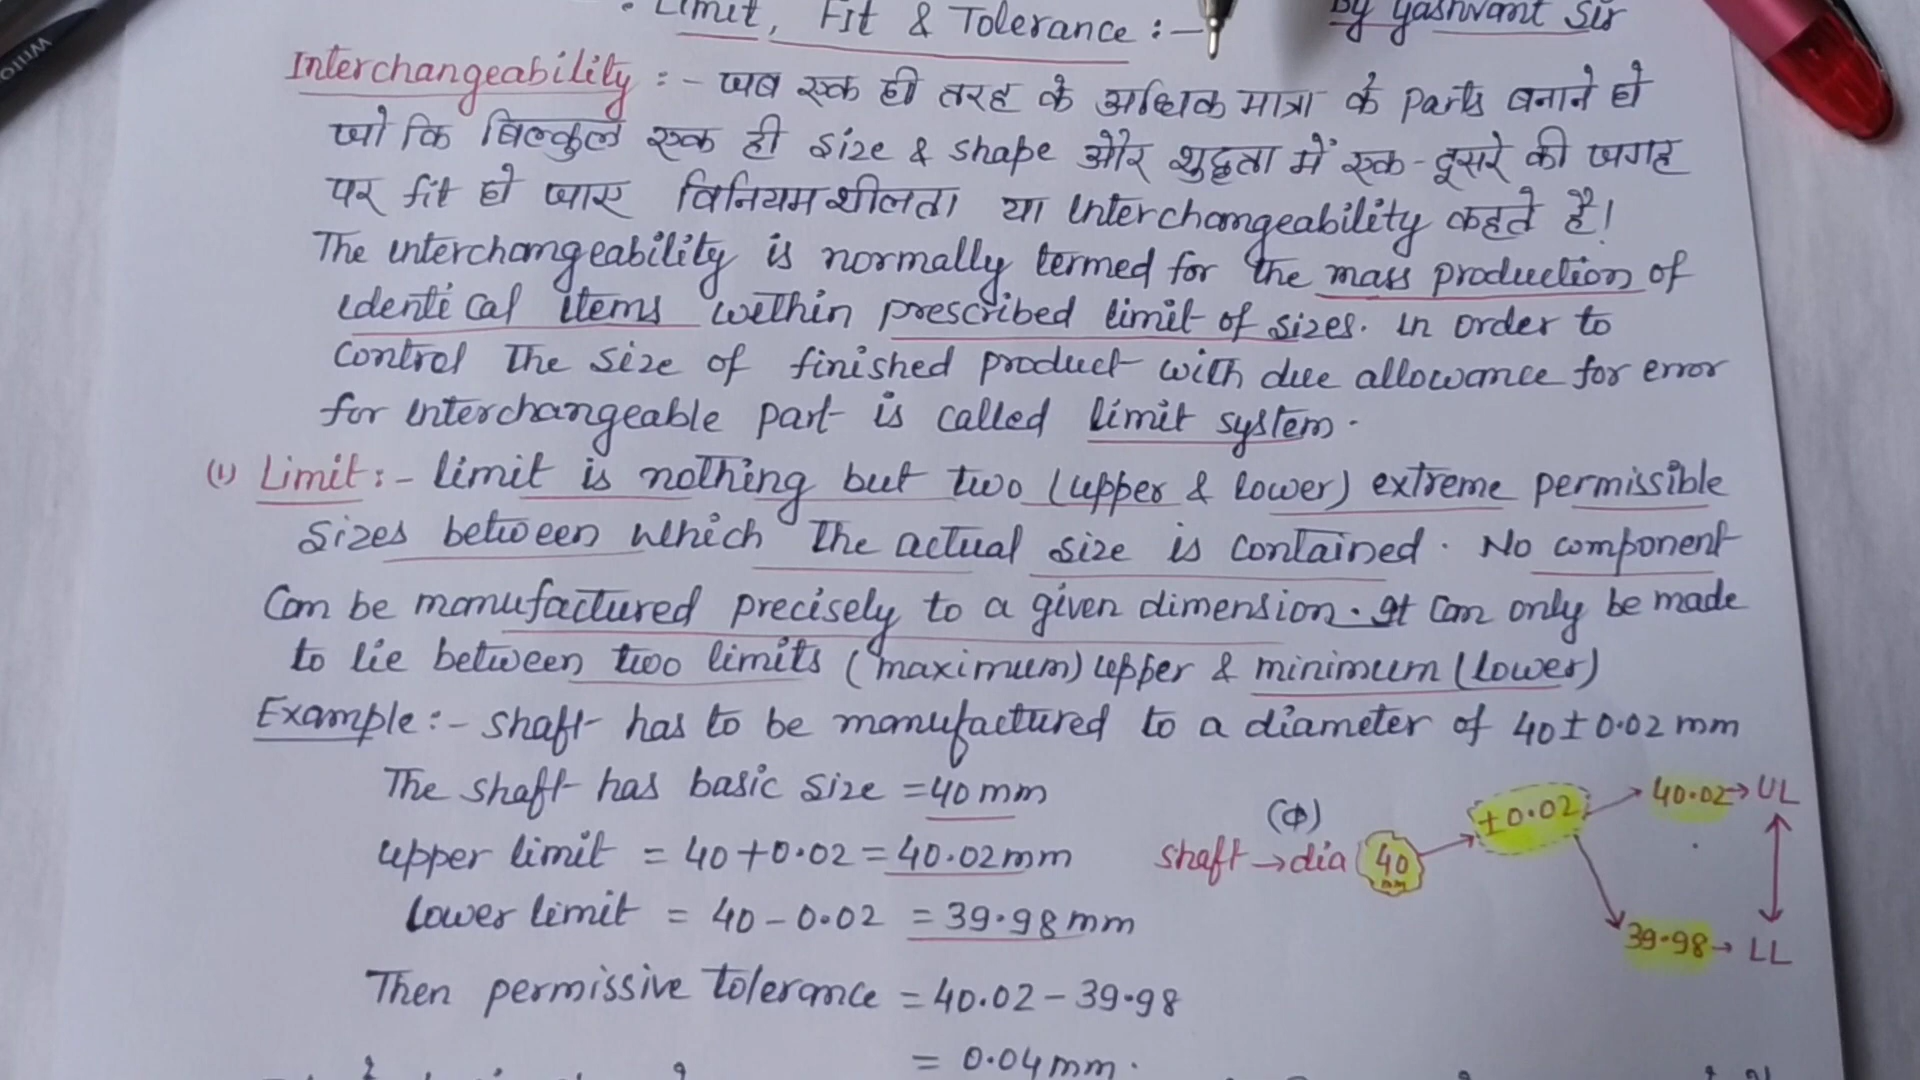 Limit, Fit & Tolerance :- By Yashvant Sir
Interchangeability :- जब एक ही तरह के अधिक मात्रा के Parts बनाने हो
जो कि बिल्कुल एक ही size & shape और शुद्धता में एक-दूसरे की जगह
पर fit हो जाए विनियमशीलता या Interchangeability कहते है!
The interchangeability is normally termed for the mass production of
identical items within prescribed limit of sizes. In order to
control the size of finished product with due allowance for error
for interchangeable part is called limit system.
(1) Limit :- limit is nothing but two (upper & lower) extreme permissible
sizes between which the actual size is contained. No component
can be manufactured precisely to a given dimension. It can only be made
to lie between two limits (maximum) upper & minimum (lower)
Example :- shaft has to be manufactured to a diameter of 40±0.02 mm
The shaft has basic size = 40 mm
upper limit = 40+0.02 = 40.02mm
lower limit = 40-0.02 = 39.98 mm
(Φ)
shaft → dia 40 mm → ±0.02 → 40.02 → UL
39.98 → LL
Then permissive tolerance = 40.02 - 39.98
= 0.04 mm.